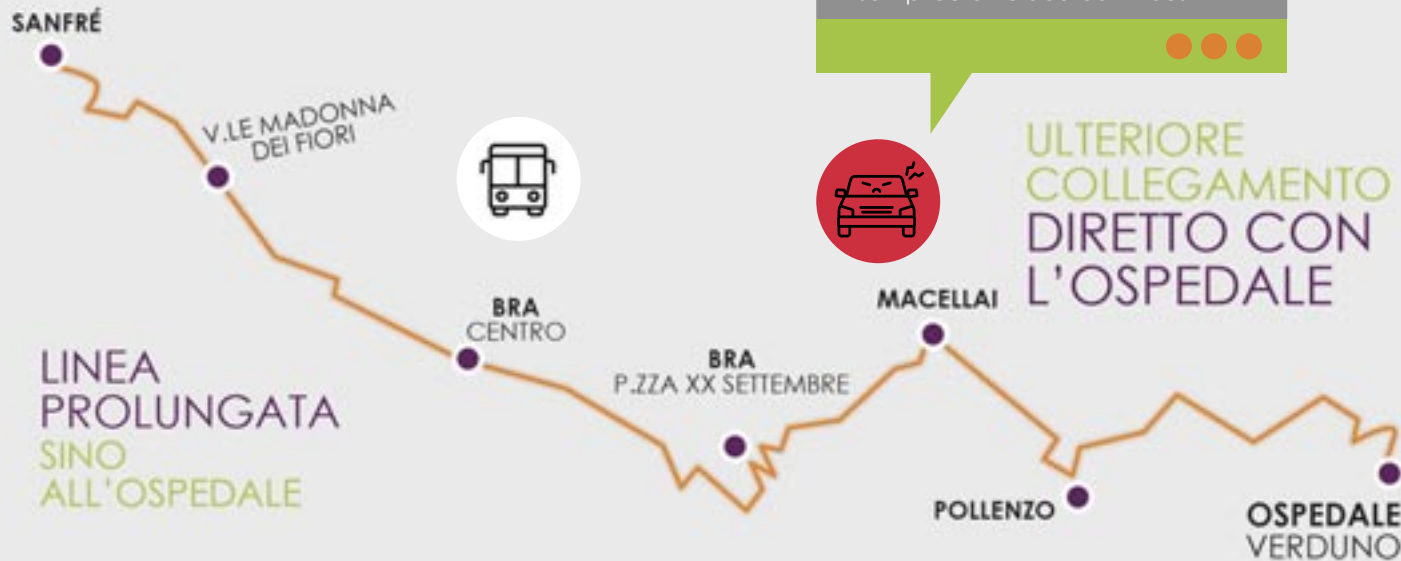 SANFRÉ
V.LE MADONNA
DEI FIORI
ULTERIORE
COLLEGAMENTO
DIRETTO CON
L'OSPEDALE
BRA
CENTRO
MACELLAI
BRA
P.ZZA XX SETTEMBRE
LINEA
PROLUNGATA
SINO
ALL'OSPEDALE
POLLENZO
OSPEDALE
VERDUNO